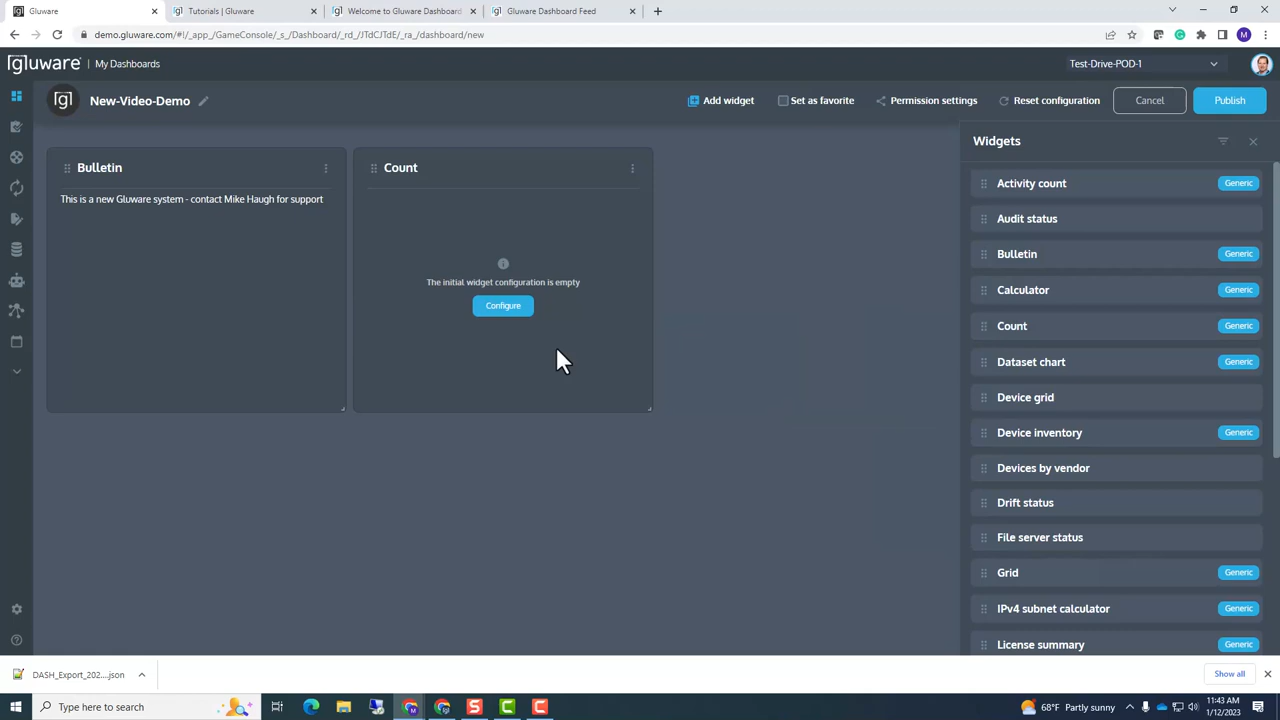 Gluware
Tutorials | Gluware
Welcome to Gluware Dashboard
Gluware Dashboard Feed
demo.gluware.com/#!/_app_/GameConsole/_s_/Dashboard/_rd_/JTdCJTdE/_ra_/dashboard/new
M
[gluware]
My Dashboards
Test-Drive-POD-1
[g]
New-Video-Demo
Add widget
Set as favorite
Permission settings
Reset configuration
Cancel
Publish
Bulletin
This is a new Gluware system - contact Mike Haugh for support
Count
The initial widget configuration is empty
Configure
Widgets
Activity count Generic
Audit status
Bulletin Generic
Calculator Generic
Count Generic
Dataset chart Generic
Device grid
Device inventory Generic
Devices by vendor
Drift status
File server status
Grid Generic
IPv4 subnet calculator Generic
License summary Generic
DASH_Export_202....json
Show all
Type here to search
68°F Partly sunny
11:43 AM
1/12/2023